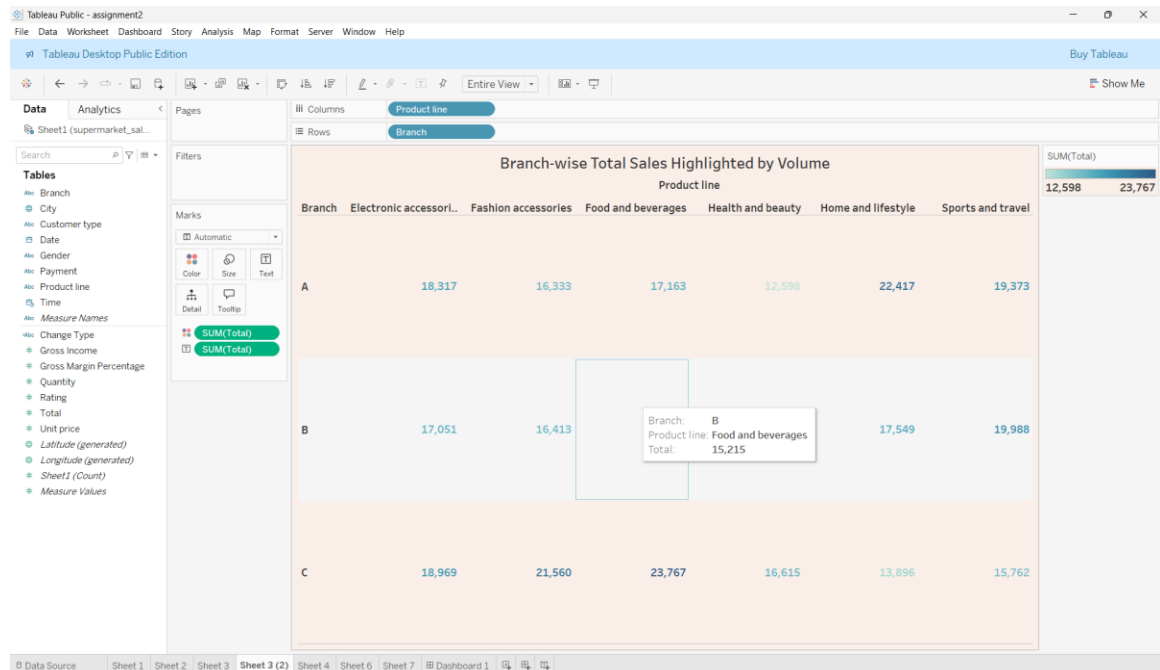 Tableau Public - assignment2
File Data Worksheet Dashboard Story Analysis Map Format Server Window Help
Tableau Desktop Public Edition Buy Tableau
Entire View Show Me
Data Analytics
Sheet1 (supermarket_sal...
Search
Tables
Abc Branch
City
Abc Customer type
Date
Abc Gender
Abc Payment
Abc Product line
Time
Abc Measure Names
Abc Change Type
# Gross Income
# Gross Margin Percentage
# Quantity
# Rating
# Total
# Unit price
Latitude (generated)
Longitude (generated)
# Sheet1 (Count)
# Measure Values
Pages
Filters
Marks
Automatic
Color Size Text
Detail Tooltip
SUM(Total)
SUM(Total)
Columns Product line
Rows Branch
Branch-wise Total Sales Highlighted by Volume
Product line
Branch Electronic accessori.. Fashion accessories Food and beverages Health and beauty Home and lifestyle Sports and travel
A 18,317 16,333 17,163 12,598 22,417 19,373
B 17,051 16,413 17,549 19,988
Branch: B
Product line: Food and beverages
Total: 15,215
C 18,969 21,560 23,767 16,615 13,896 15,762
SUM(Total)
12,598 23,767
Data Source Sheet 1 Sheet 2 Sheet 3 Sheet 3 (2) Sheet 4 Sheet 6 Sheet 7 Dashboard 1